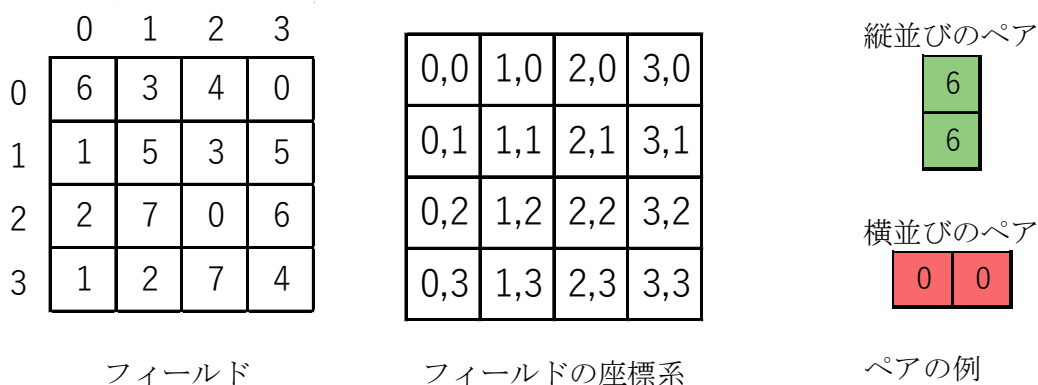 0 1 2 3
0 6 3 4 0
1 1 5 3 5
2 2 7 0 6
3 1 2 7 4
フィールド
0,0 1,0 2,0 3,0
0,1 1,1 2,1 3,1
0,2 1,2 2,2 3,2
0,3 1,3 2,3 3,3
フィールドの座標系
縦並びのペア
6
6
横並びのペア
0 0
ペアの例